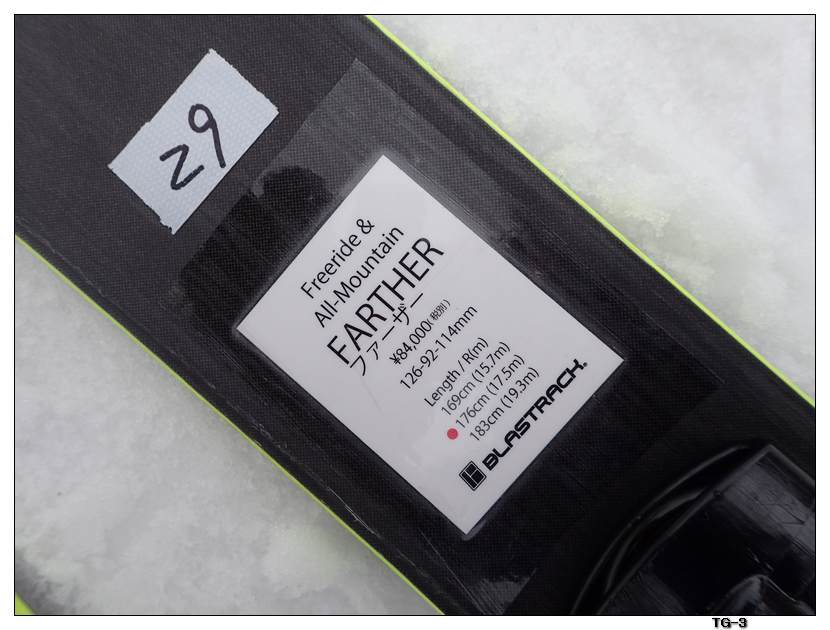 29
Freeride &
All-Mountain
FARTHER
ファーザー
¥84,000(税別)
126-92-114mm
Length / R(m)
169cm (15.7m)
176cm (17.5m)
183cm (19.3m)
BLASTRACK.
TG-3